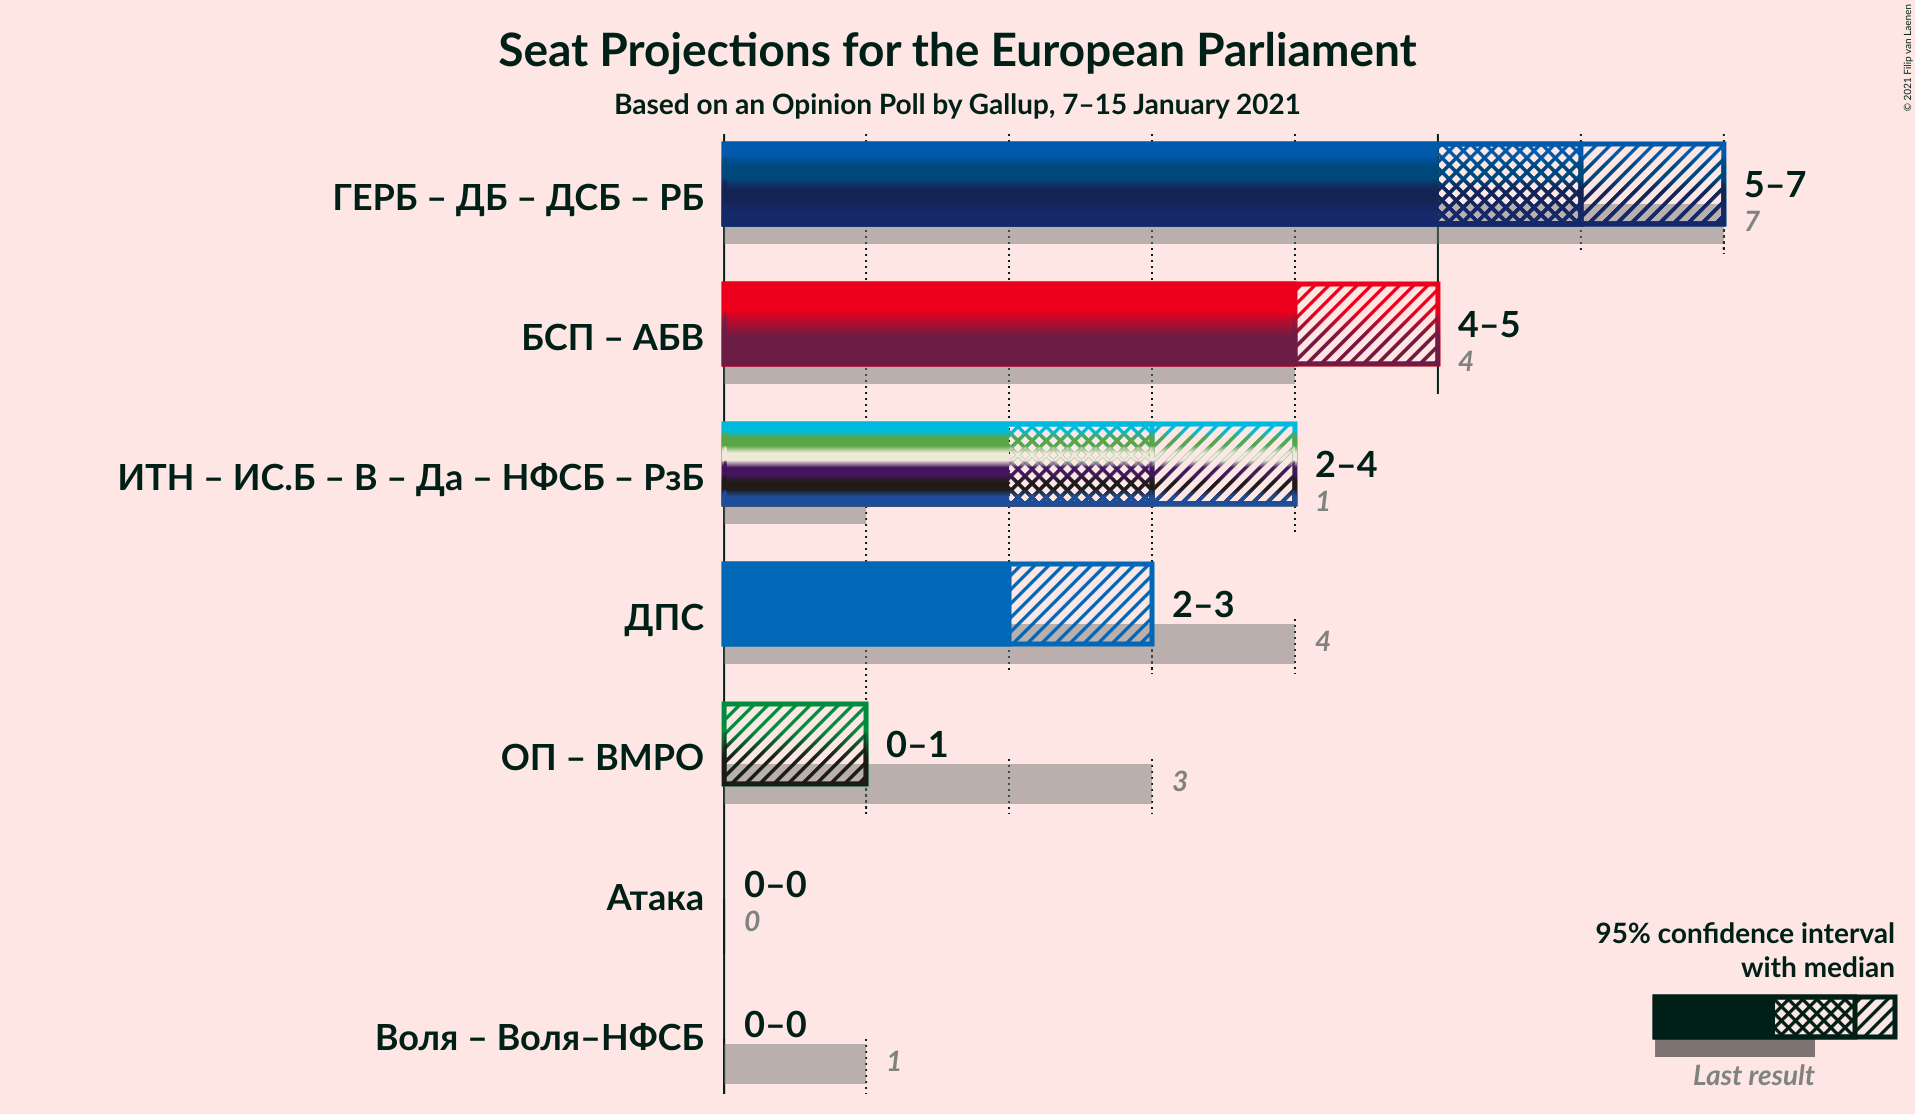 Seat Projections for the European Parliament
Based on an Opinion Poll by Gallup, 7–15 January 2021
© 2021 Filip van Laenen
ГЕРБ – ДБ – ДСБ – РБ
5–7
7
БСП – АБВ
4–5
4
ИТН – ИС.Б – В – Да – НФСБ – РзБ
2–4
1
ДПС
2–3
4
ОП – ВМРО
0–1
3
Атака
0–0
0
Воля – Воля–НФСБ
0–0
1
95% confidence interval
with median
Last result